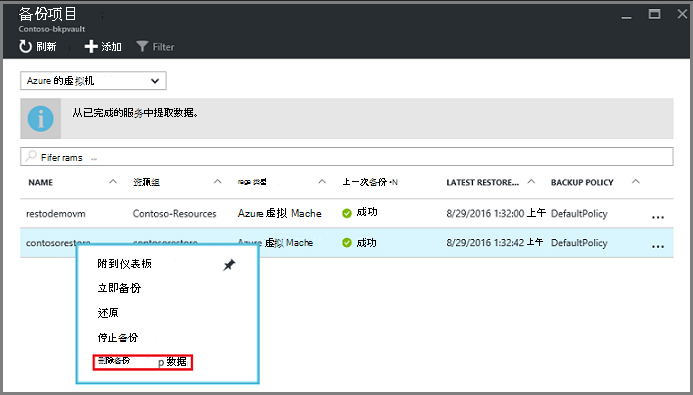 备份项目
Contoso-bkpvault
刷新 添加 Filter
Azure 的虚拟机
从已完成的服务中提取数据。
Fifer rams ...
NAME 资源组 类型 上一次备份 •N LATEST RESTORE... BACKUP POLICY
restodemovm Contoso-Resources Azure 虚拟 Mache 成功 8/29/2016 1:32:00 上午 DefaultPolicy ...
contosorestore contosorestore Azure 虚拟 Mache 成功 8/29/2016 1:32:42 上午 DefaultPolicy ...
附到仪表板
立即备份
还原
停止备份
删除备份 p 数据